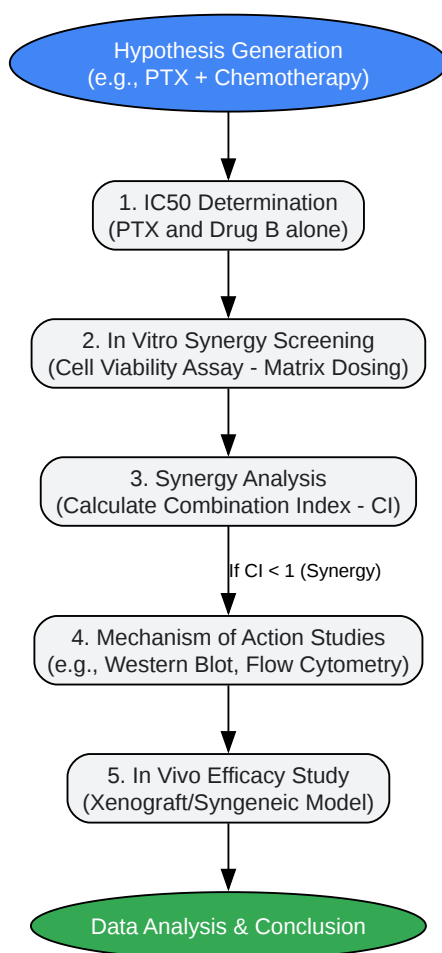 Hypothesis Generation
(e.g., PTX + Chemotherapy)
1. IC50 Determination
(PTX and Drug B alone)
2. In Vitro Synergy Screening
(Cell Viability Assay - Matrix Dosing)
3. Synergy Analysis
(Calculate Combination Index - CI)
If CI < 1 (Synergy)
4. Mechanism of Action Studies
(e.g., Western Blot, Flow Cytometry)
5. In Vivo Efficacy Study
(Xenograft/Syngeneic Model)
Data Analysis & Conclusion